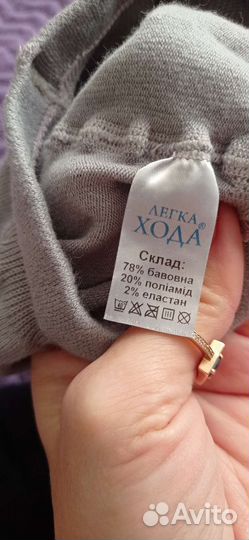 ЛЕГКА
ХОДА®
Склад:
78% бавовна
20% поліамід
2% еластан
Avito